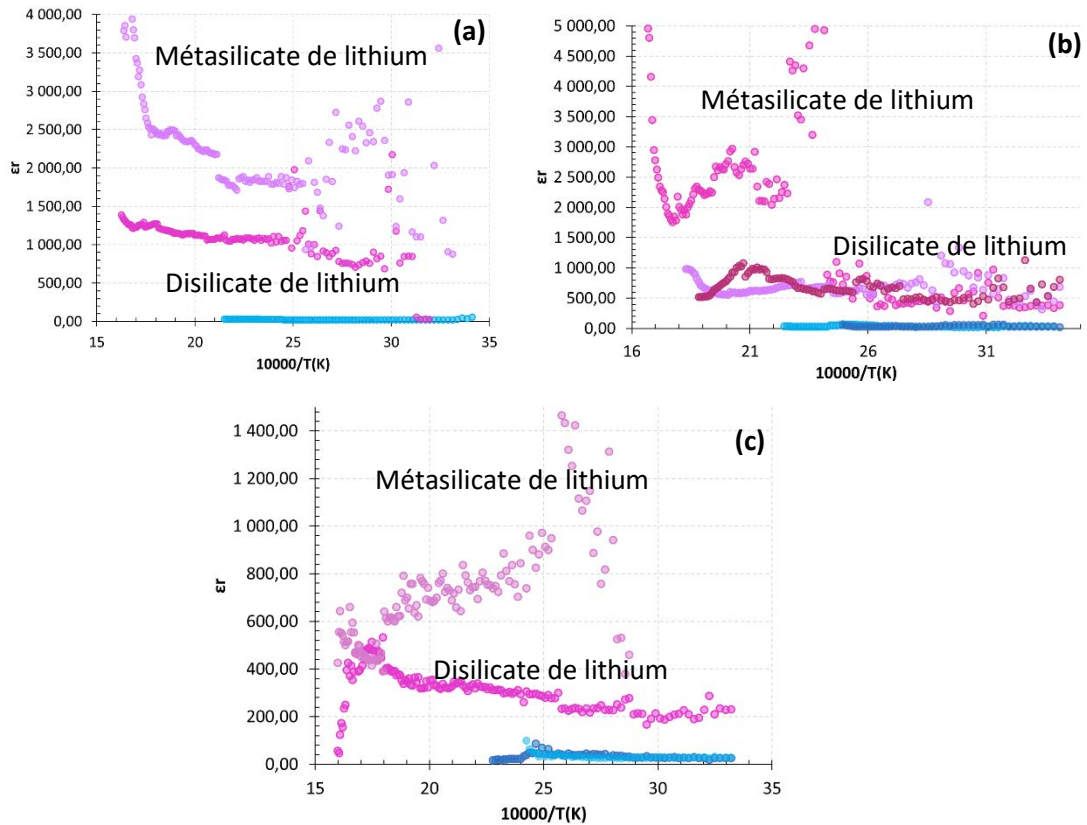 (a)
Métasilicate de lithium
Disilicate de lithium
εr
4 000,00
3 500,00
3 000,00
2 500,00
2 000,00
1 500,00
1 000,00
500,00
0,00
15 20 25 30 35
10000/T(K)
(b)
Métasilicate de lithium
Disilicate de lithium
εr
5 000,00
4 500,00
4 000,00
3 500,00
3 000,00
2 500,00
2 000,00
1 500,00
1 000,00
500,00
0,00
16 21 26 31
10000/T(K)
(c)
Métasilicate de lithium
Disilicate de lithium
εr
1 400,00
1 200,00
1 000,00
800,00
600,00
400,00
200,00
0,00
15 20 25 30 35
10000/T(K)